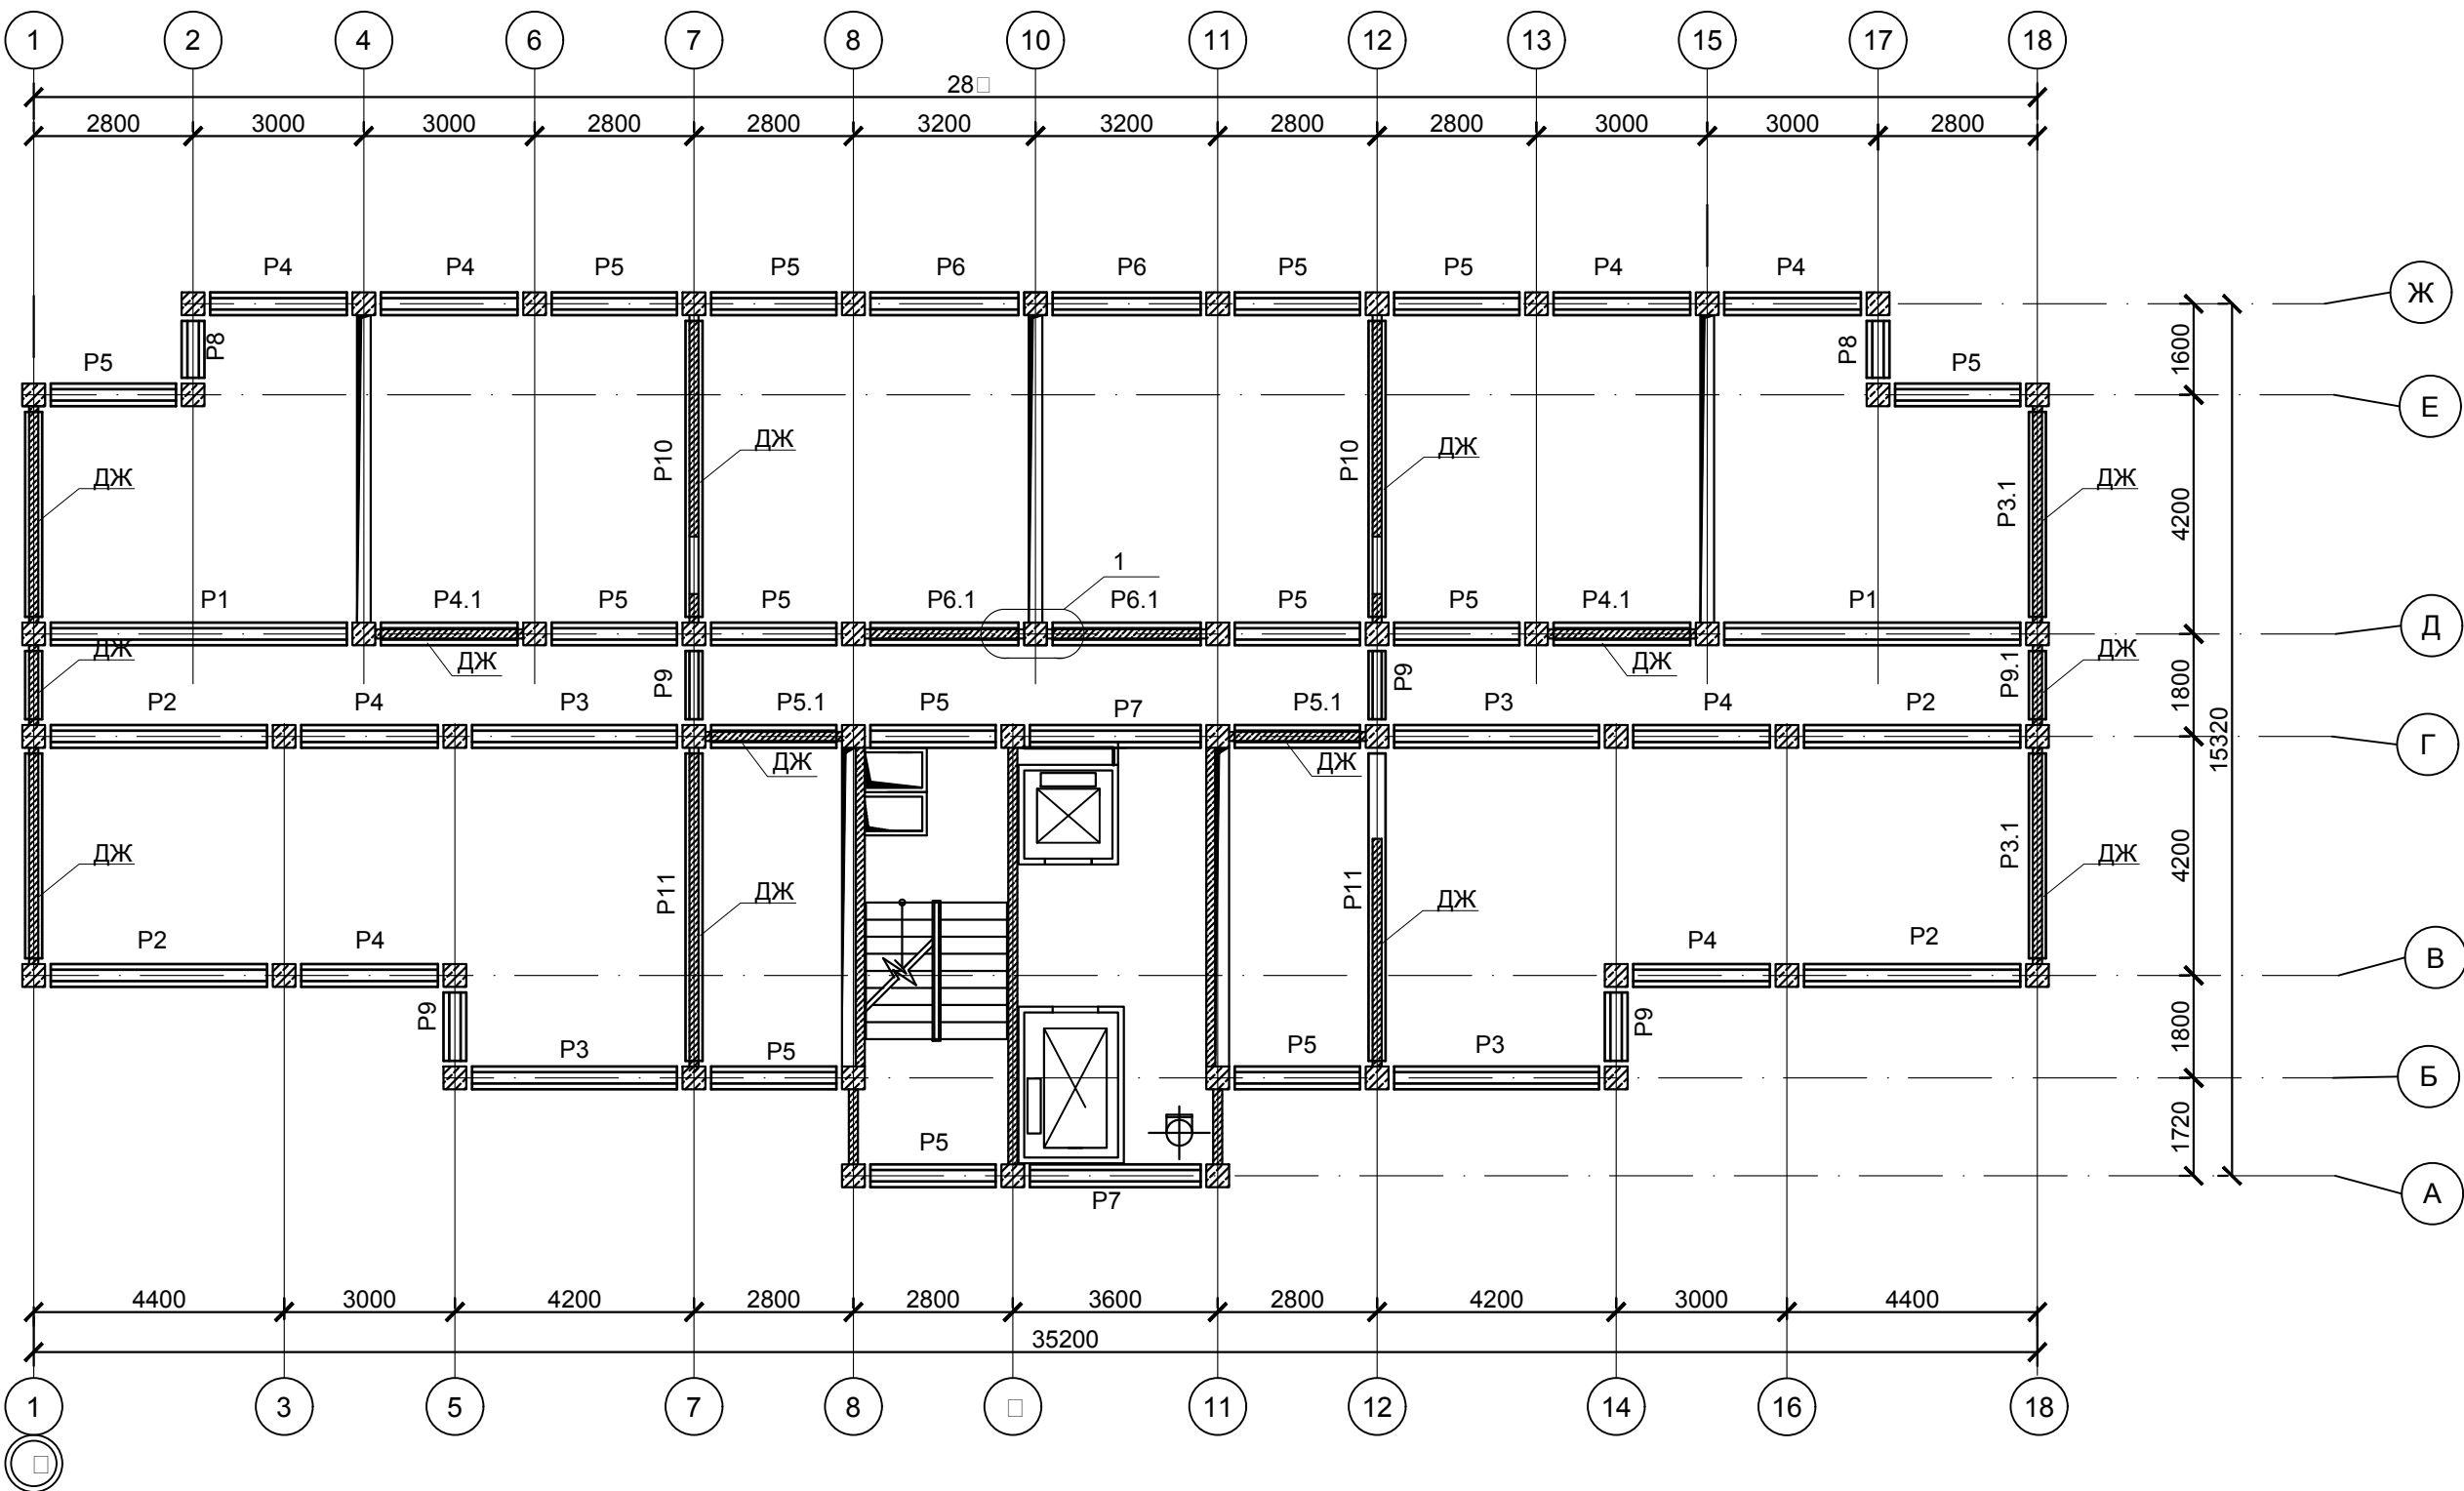 1 2 4 6 7 8 10 11 12 13 15 17 18
28□
2800 3000 3000 2800 2800 3200 3200 2800 2800 3000 3000 2800
Р4 Р4 Р5 Р5 Р6 Р6 Р5 Р5 Р4 Р4
Ж
Р5 Р8 Р8 Р5 1600
Е
Р10 ДЖ Р10 ДЖ
ДЖ Р3.1 ДЖ 4200
1
Р1 Р4.1 Р5 Р5 Р6.1 Р6.1 Р5 Р5 Р4.1 Р1
Д
ДЖ ДЖ Р9 Р9 ДЖ Р9.1 ДЖ 1800
Р2 Р4 Р3 Р5.1 Р5 Р7 Р5.1 Р3 Р4 Р2
15320
Г
ДЖ ДЖ
ДЖ Р3.1 ДЖ 4200
Р11 ДЖ Р11 ДЖ
Р2 Р4 Р4 Р2
В
Р9 Р9 1800
Р3 Р5 Р5 Р3
Б
Р5 1720
А
Р7
4400 3000 4200 2800 2800 3600 2800 4200 3000 4400
35200
1 3 5 7 8 □ 11 12 14 16 18
□